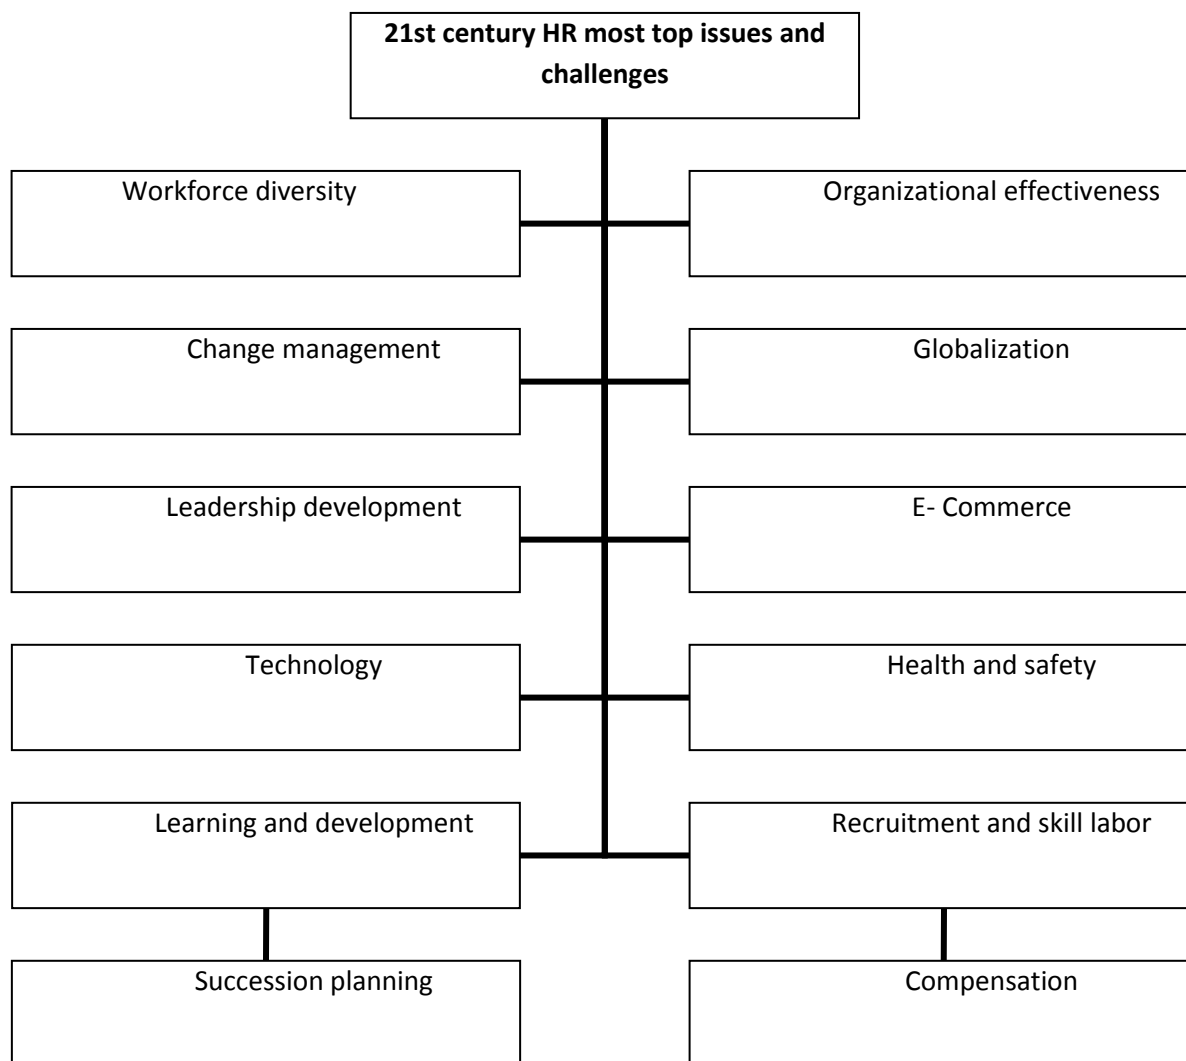 21st century HR most top issues and
challenges
Workforce diversity
Organizational effectiveness
Change management
Globalization
Leadership development
E- Commerce
Technology
Health and safety
Learning and development
Recruitment and skill labor
Succession planning
Compensation